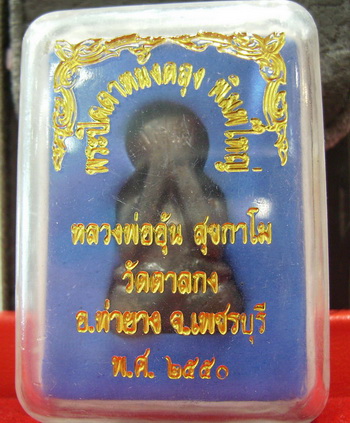 พระปิดตาหนังตลุง พิมพ์ใหญ่
หลวงพ่ออุ้น สุขกาโม
วัดตาลกง
อ.ท่ายาง จ.เพชรบุรี
พ.ศ. ๒๕๕๐